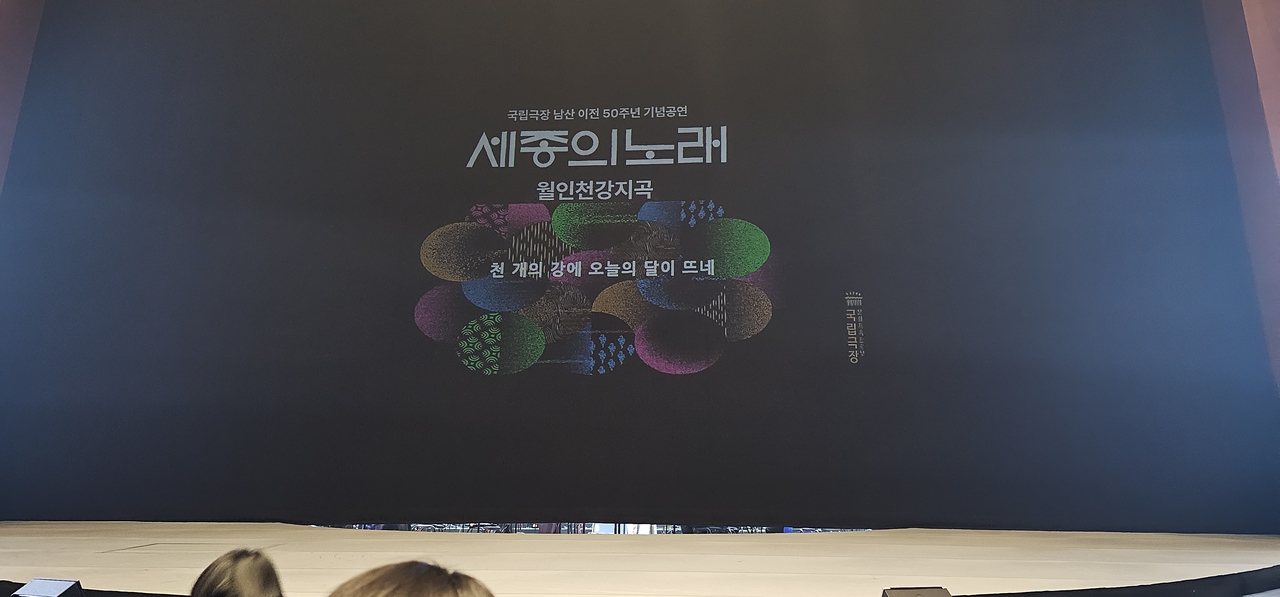 국립극장 남산 이전 50주년 기념공연
세종의노래
월인천강지곡
천 개의 강에 오늘의 달이 뜨네
국립극장